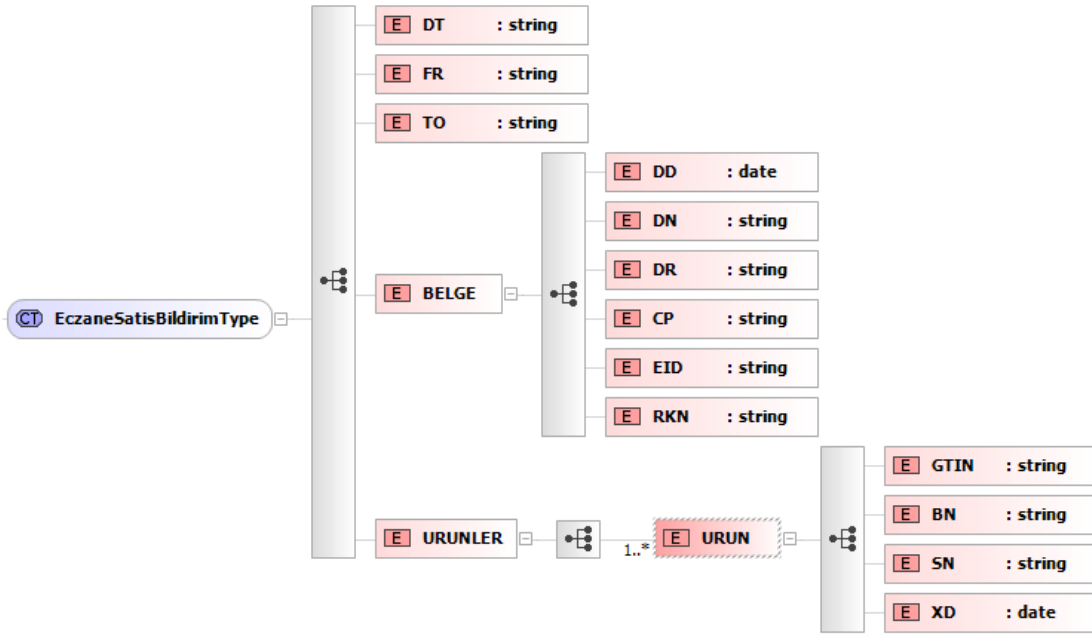 E DT : string
E FR : string
E TO : string
E DD : date
E DN : string
E DR : string
E BELGE
E CP : string
CT EczaneSatisBildirimType
E EID : string
E RKN : string
E GTIN : string
E BN : string
E URUNLER
1..*
E URUN
E SN : string
E XD : date